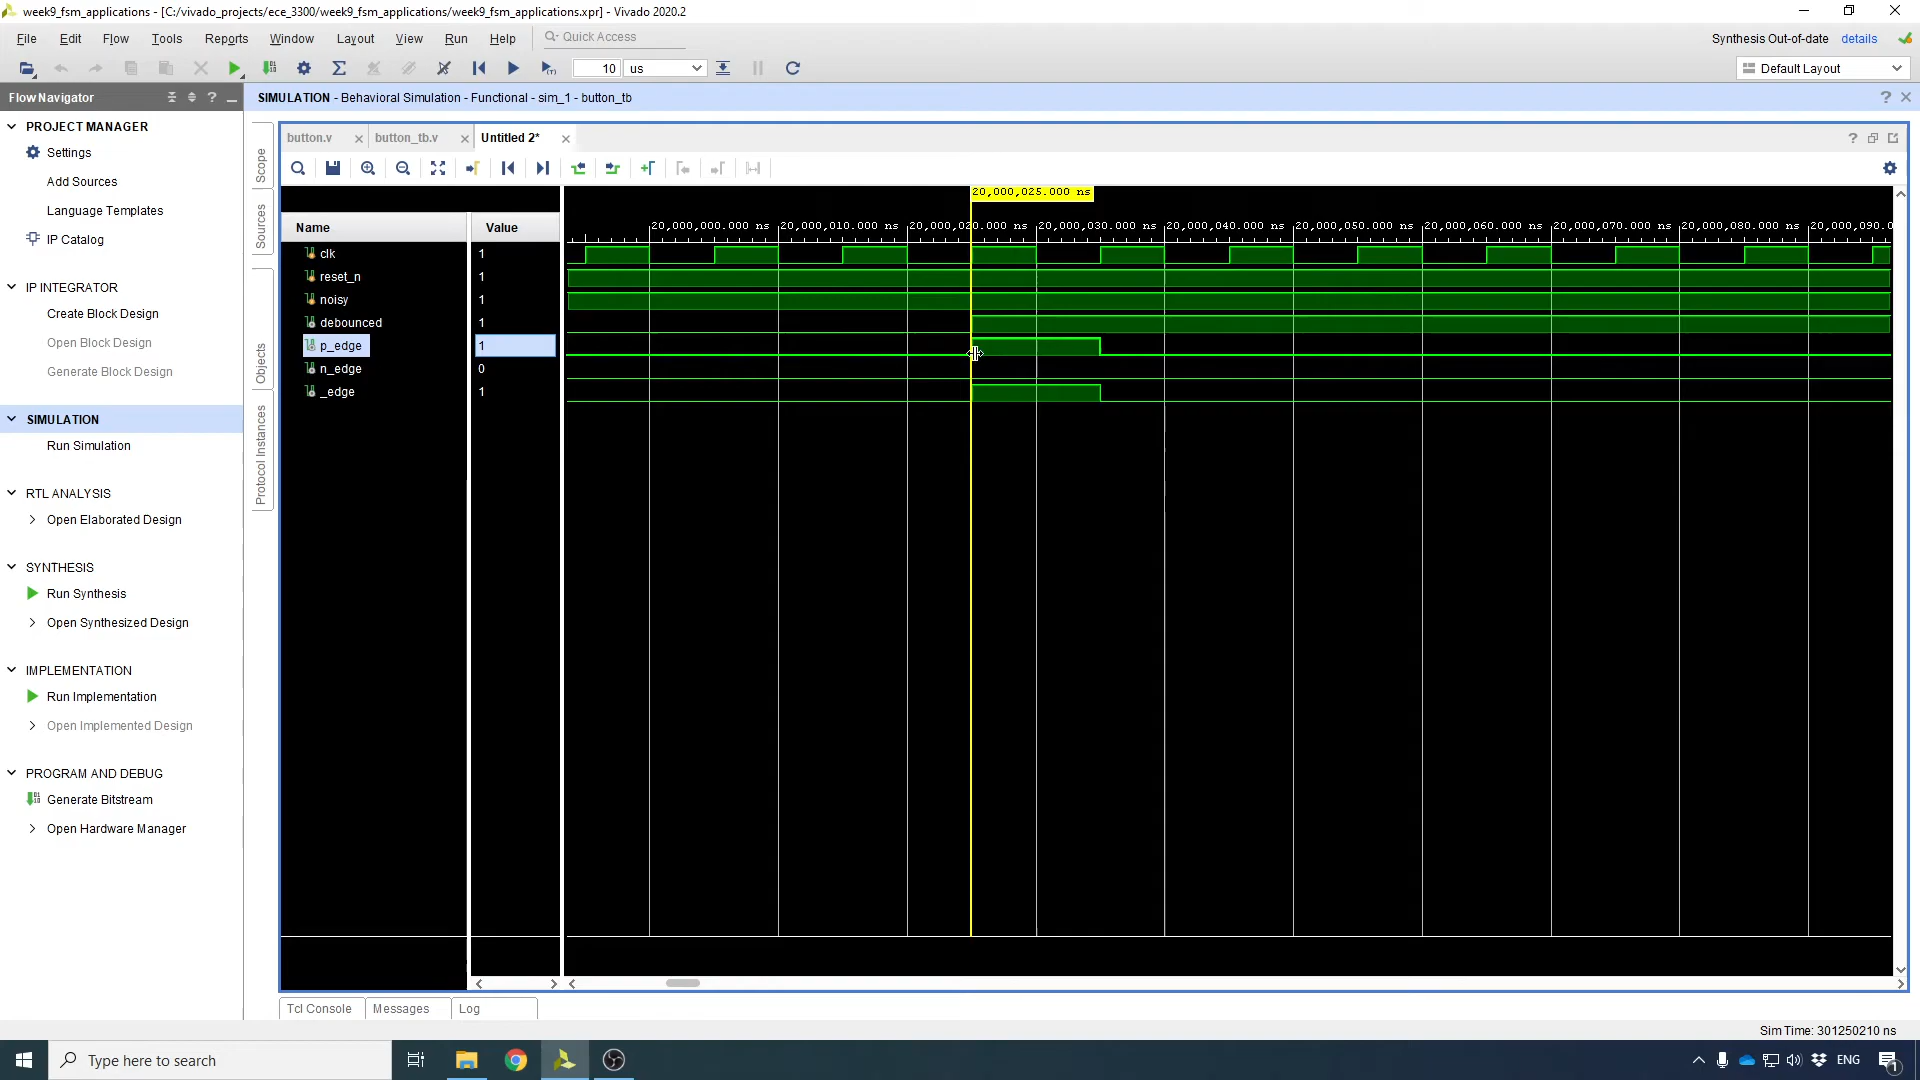 week9_fsm_applications - [C:/vivado_projects/ece_3300/week9_fsm_applications/week9_fsm_applications.xpr] - Vivado 2020.2
File Edit Flow Tools Reports Window Layout View Run Help Quick Access
Synthesis Out-of-date details
10 us
Default Layout
Flow Navigator
SIMULATION - Behavioral Simulation - Functional - sim_1 - button_tb
PROJECT MANAGER
Settings
Add Sources
Language Templates
IP Catalog
IP INTEGRATOR
Create Block Design
Open Block Design
Generate Block Design
SIMULATION
Run Simulation
RTL ANALYSIS
Open Elaborated Design
SYNTHESIS
Run Synthesis
Open Synthesized Design
IMPLEMENTATION
Run Implementation
Open Implemented Design
PROGRAM AND DEBUG
Generate Bitstream
Open Hardware Manager
Scope
Sources
Objects
Protocol Instances
button.v button_tb.v Untitled 2*
20,000,025.000 ns
Name Value
20,000,000.000 ns 20,000,010.000 ns 20,000,020.000 ns 20,000,030.000 ns 20,000,040.000 ns 20,000,050.000 ns 20,000,060.000 ns 20,000,070.000 ns 20,000,080.000 ns 20,000,090.0
clk 1
reset_n 1
noisy 1
debounced 1
p_edge 1
n_edge 0
_edge 1
Tcl Console Messages Log
Sim Time: 301250210 ns
Type here to search
ENG
1